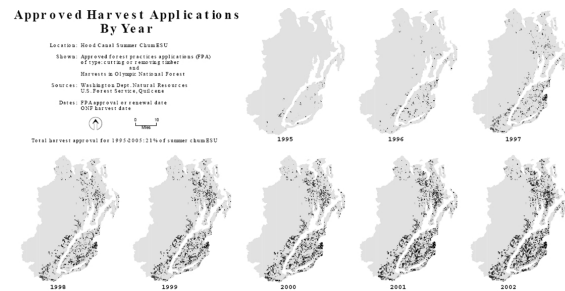 Approved Harvest Applications
By Year
Location: Hood Canal Summer Chum ESU
Shown: Approved forest practices applications (FPA)
of type: cutting or removing timber
and
Harvests in Olympic National Forest
Sources: Washington Dept. Natural Resources
U.S. Forest Service, Quilcene
Dates: FPA approval or renewal date
ONF harvest date
Miles
Total harvest approval for 1995-2005: 21% of summer chum ESU
1995
1996
1997
1998
1999
2000
2001
2002